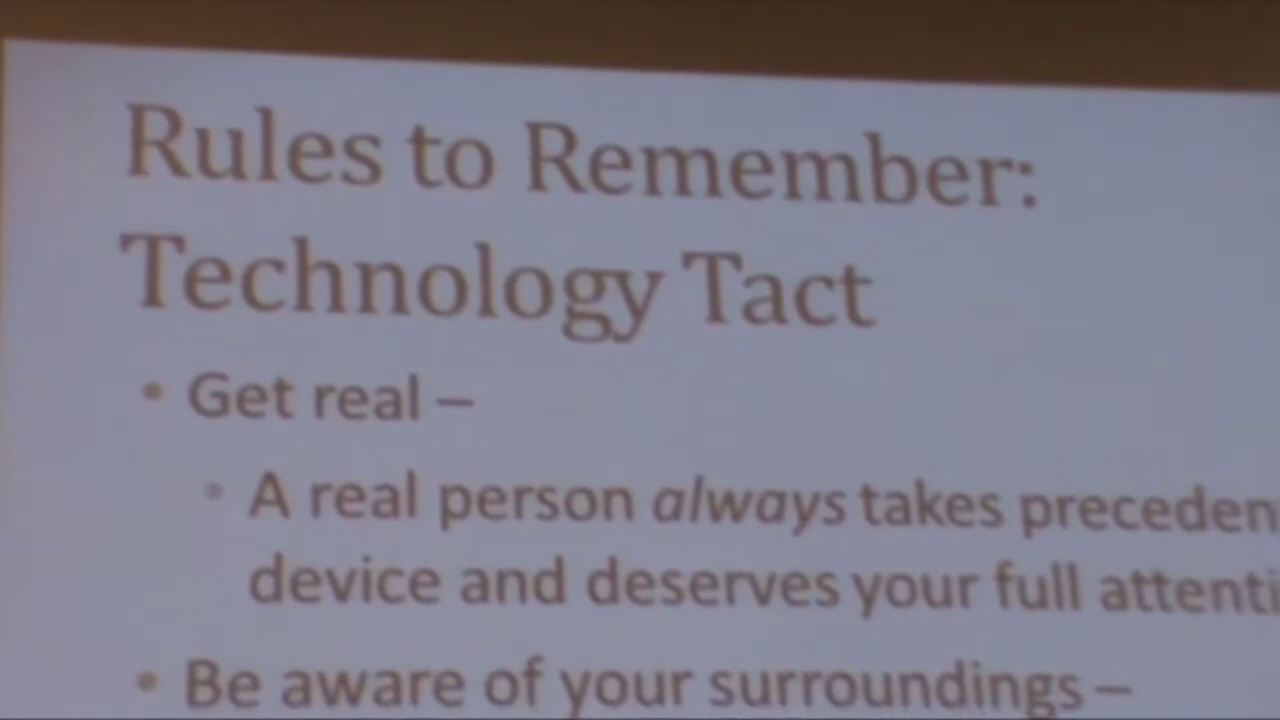 Rules to Remember:
Technology Tact
• Get real –
• A real person always takes preceden
device and deserves your full attenti
• Be aware of your surroundings –